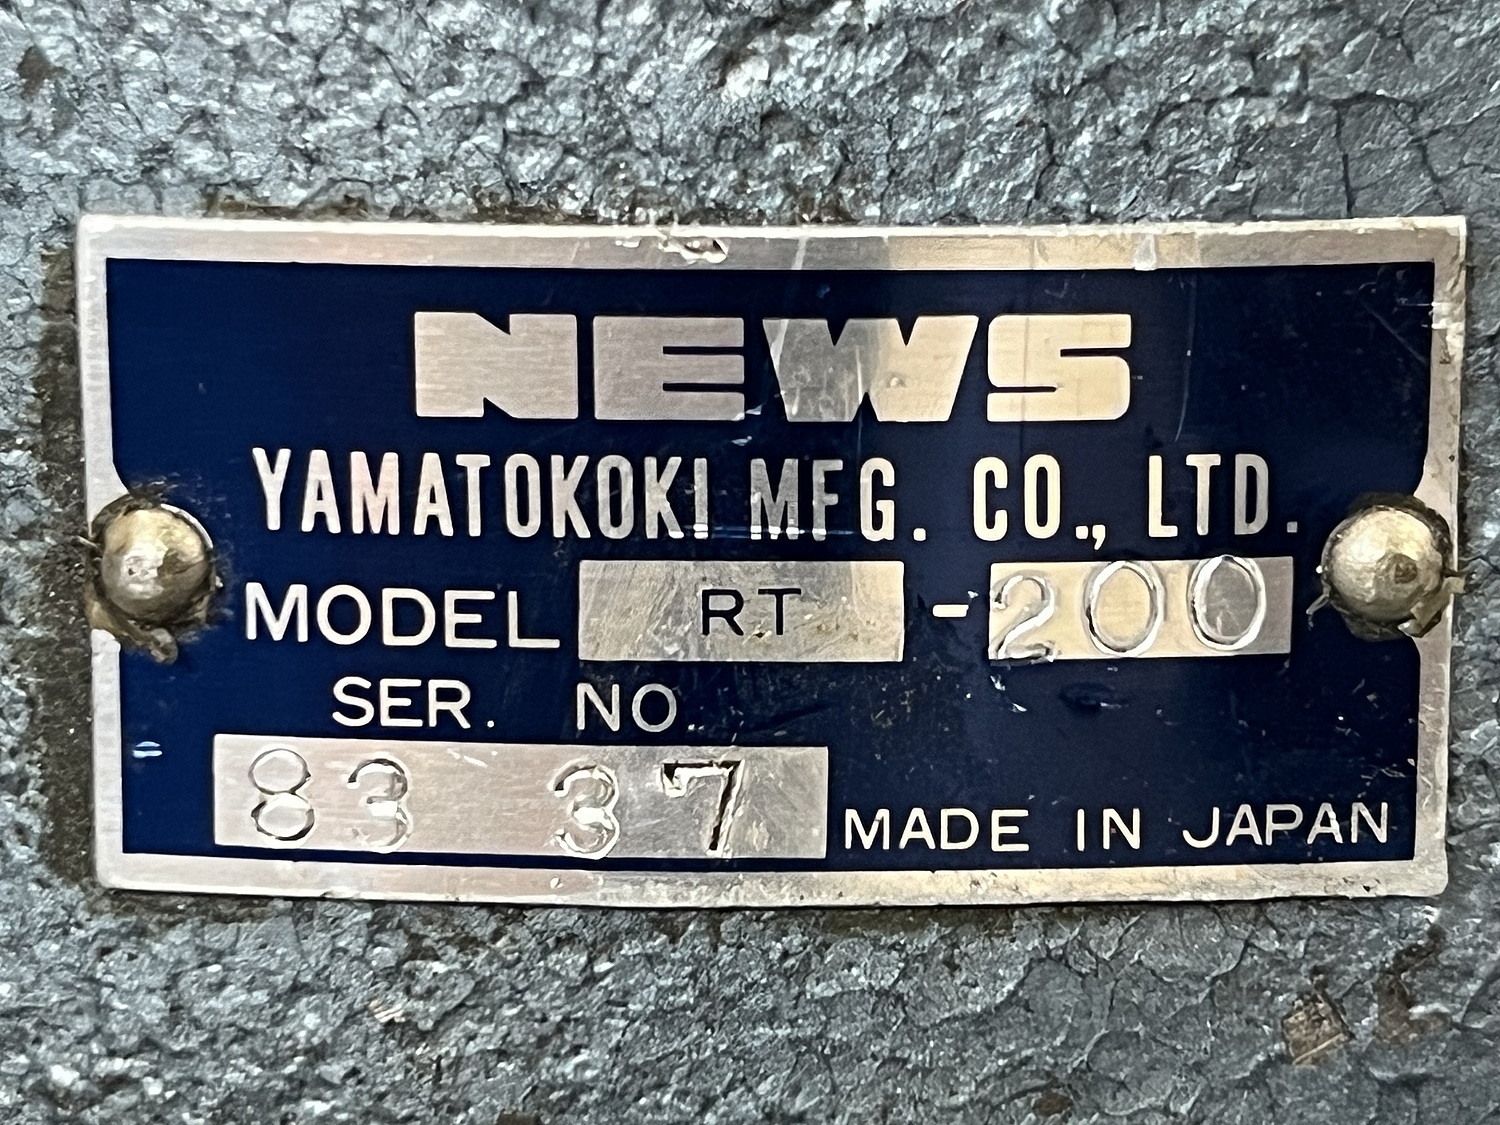 NEWS
YAMATOKOKI MFG. CO., LTD.
MODEL RT -200
SER. NO
83 37
MADE IN JAPAN